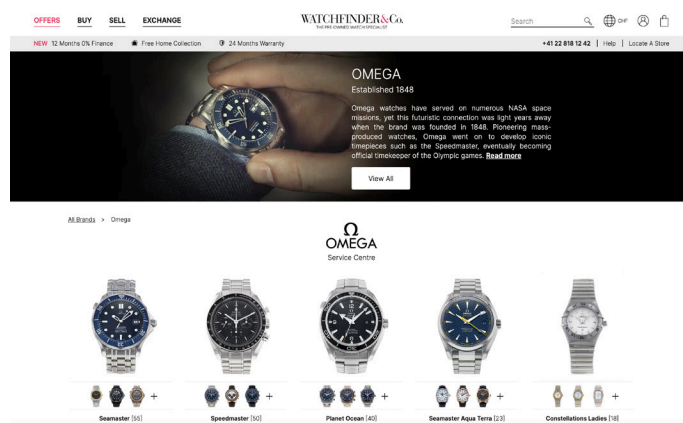 OFFERS BUY SELL EXCHANGE
WATCHFINDER&Co.
THE PRE-OWNED WATCH SPECIALIST
Search
CHF
NEW 12 Months 0% Finance Free Home Collection 24 Months Warranty
+41 22 818 12 42 | Help | Locate A Store
OMEGA
Established 1848
Omega watches have served on numerous NASA space
missions, yet this futuristic connection was light years away
when the brand was founded in 1848. Pioneering mass-
produced watches, Omega went on to develop iconic
timepieces such as the Speedmaster, eventually becoming
official timekeeper of the Olympic games. Read more
View All
All Brands > Omega
Ω
OMEGA
Service Centre
+ + + + +
Seamaster [55] Speedmaster [50] Planet Ocean [40] Seamaster Aqua Terra [23] Constellations Ladies [18]